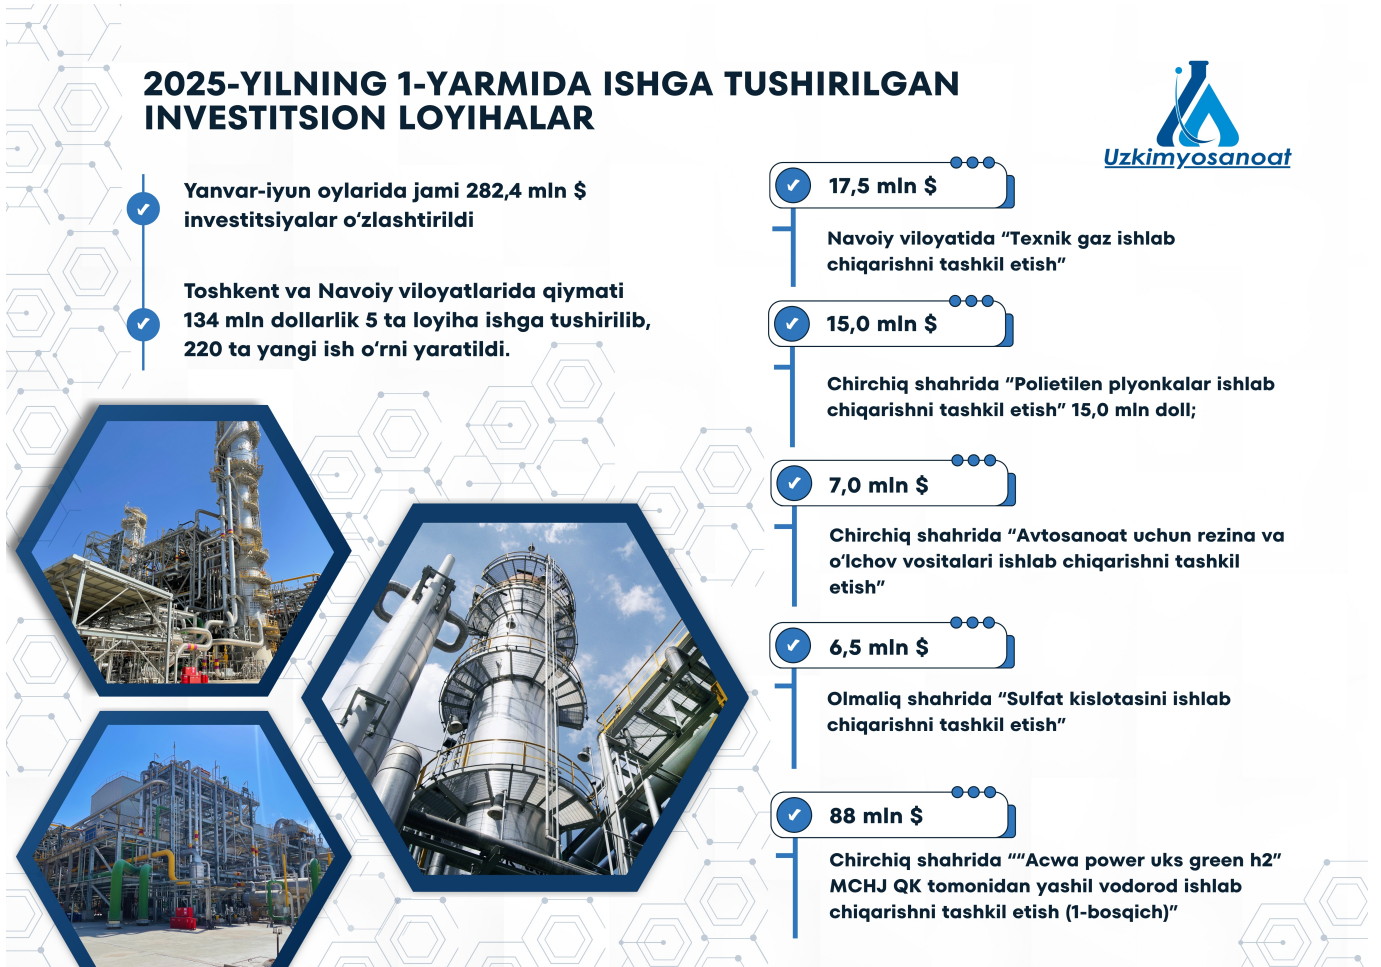 2025-YILNING 1-YARMIDA ISHGA TUSHIRILGAN
INVESTITSION LOYIHALAR
Uzkimyosanoat
Yanvar-iyun oylarida jami 282,4 mln $
investitsiyalar o‘zlashtirildi
Toshkent va Navoiy viloyatlarida qiymati
134 mln dollarlik 5 ta loyiha ishga tushirilib,
220 ta yangi ish o‘rni yaratildi.
17,5 mln $
Navoiy viloyatida “Texnik gaz ishlab
chiqarishni tashkil etish”
15,0 mln $
Chirchiq shahrida “Polietilen plyonkalar ishlab
chiqarishni tashkil etish” 15,0 mln doll;
7,0 mln $
Chirchiq shahrida “Avtosanoat uchun rezina va
o‘lchov vositalari ishlab chiqarishni tashkil
etish”
6,5 mln $
Olmaliq shahrida “Sulfat kislotasini ishlab
chiqarishni tashkil etish”
88 mln $
Chirchiq shahrida ““Acwa power uks green h2”
MCHJ QK tomonidan yashil vodorod ishlab
chiqarishni tashkil etish (1-bosqich)”